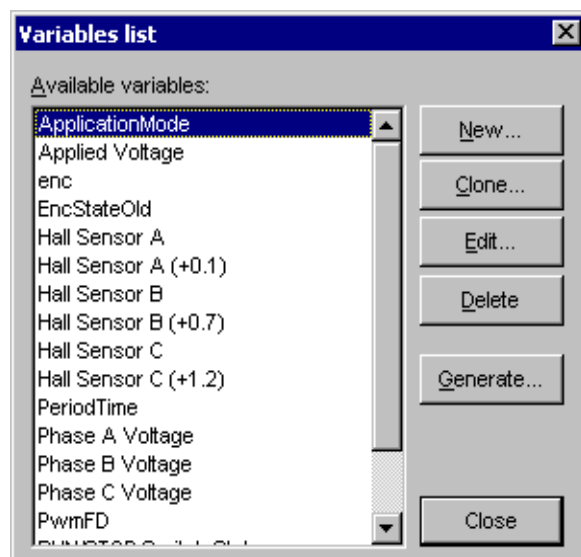 Variables list
Available variables:
ApplicationMode
Applied Voltage
enc
EncStateOld
Hall Sensor A
Hall Sensor A (+0.1)
Hall Sensor B
Hall Sensor B (+0.7)
Hall Sensor C
Hall Sensor C (+1.2)
PeriodTime
Phase A Voltage
Phase B Voltage
Phase C Voltage
PwmFD
New...
Clone...
Edit...
Delete
Generate...
Close